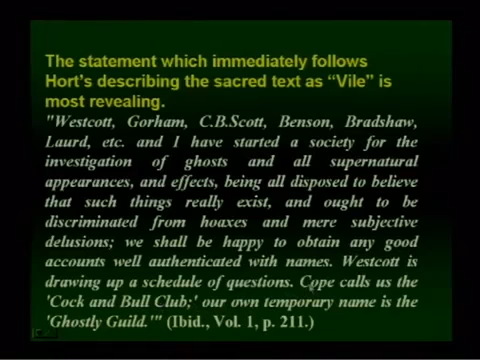 The statement which immediately follows
Hort's describing the sacred text as "Vile" is
most revealing.
"Westcott, Gorham, C.B.Scott, Benson, Bradshaw,
Laurd, etc. and I have started a society for the
investigation of ghosts and all supernatural
appearances, and effects, being all disposed to believe
that such things really exist, and ought to be
discriminated from hoaxes and mere subjective
delusions; we shall be happy to obtain any good
accounts well authenticated with names. Westcott is
drawing up a schedule of questions. Cope calls us the
'Cock and Bull Club;' our own temporary name is the
'Ghostly Guild.'" (Ibid., Vol. 1, p. 211.)